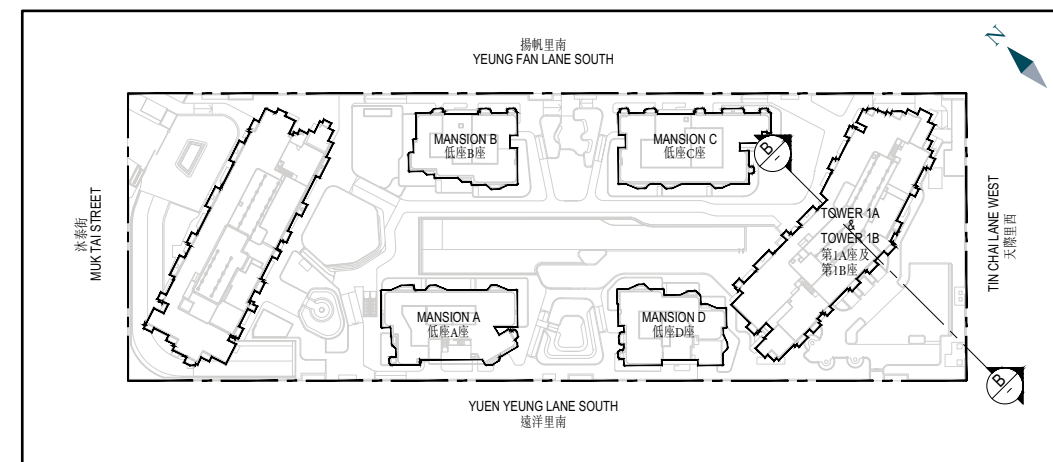 揚帆里南
YEUNG FAN LANE SOUTH
N
MANSION B
低座B座
MANSION C
低座C座
B
沐泰街
MUK TAI STREET
TOWER 1A
&
TOWER 1B
第1A座及
第1B座
TIN CHAI LANE WEST
天際里西
MANSION A
低座A座
MANSION D
低座D座
B
YUEN YEUNG LANE SOUTH
遠洋里南